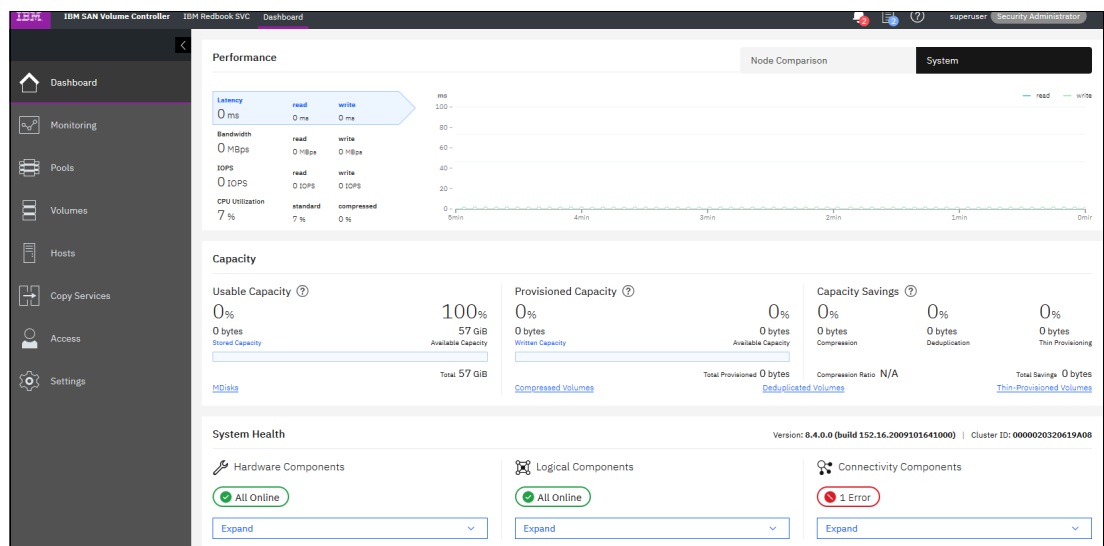 IBM IBM SAN Volume Controller IBM Redbook SVC Dashboard 2 2 ? superuser Security Administrator
<
Dashboard
Monitoring
Pools
Volumes
Hosts
Copy Services
Access
Settings
Performance
Node Comparison System
Latency read write
0 ms 0 ms 0 ms
Bandwidth read write
0 MBps 0 MBps 0 MBps
IOPS read write
0 IOPS 0 IOPS 0 IOPS
CPU Utilization standard compressed
7 % 7 % 0 %
ms read write
100
80
60
40
20
0
5min 4min 3min 2min 1min 0min
Capacity
Usable Capacity ?
0% 100%
0 bytes 57 GiB
Stored Capacity Available Capacity
Total 57 GiB
MDisks
Provisioned Capacity ?
0% 0%
0 bytes 0 bytes
Written Capacity Available Capacity
Total Provisioned 0 bytes
Compressed Volumes Deduplicated Volumes
Capacity Savings ?
0% 0% 0%
0 bytes 0 bytes 0 bytes
Compression Deduplication Thin Provisioning
Compression Ratio N/A Total Savings 0 bytes
Thin-Provisioned Volumes
System Health Version: 8.4.0.0 (build 152.16.2009101641000) | Cluster ID: 0000020320619A08
Hardware Components
All Online
Expand
Logical Components
All Online
Expand
Connectivity Components
1 Error
Expand